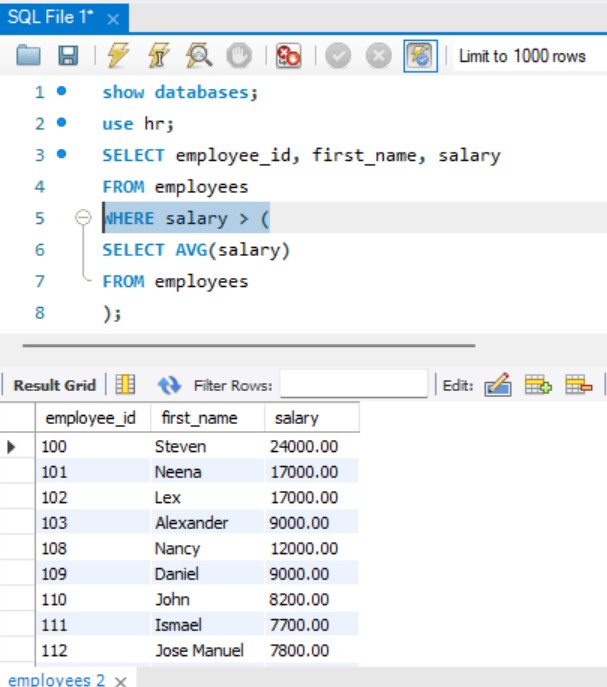 SQL File 1*
Limit to 1000 rows
1 show databases;
2 use hr;
3 SELECT employee_id, first_name, salary
4 FROM employees
5 WHERE salary > (
6 SELECT AVG(salary)
7 FROM employees
8 );
Result Grid Filter Rows: Edit:
employee_id first_name salary
100 Steven 24000.00
101 Neena 17000.00
102 Lex 17000.00
103 Alexander 9000.00
108 Nancy 12000.00
109 Daniel 9000.00
110 John 8200.00
111 Ismael 7700.00
112 Jose Manuel 7800.00
employees 2